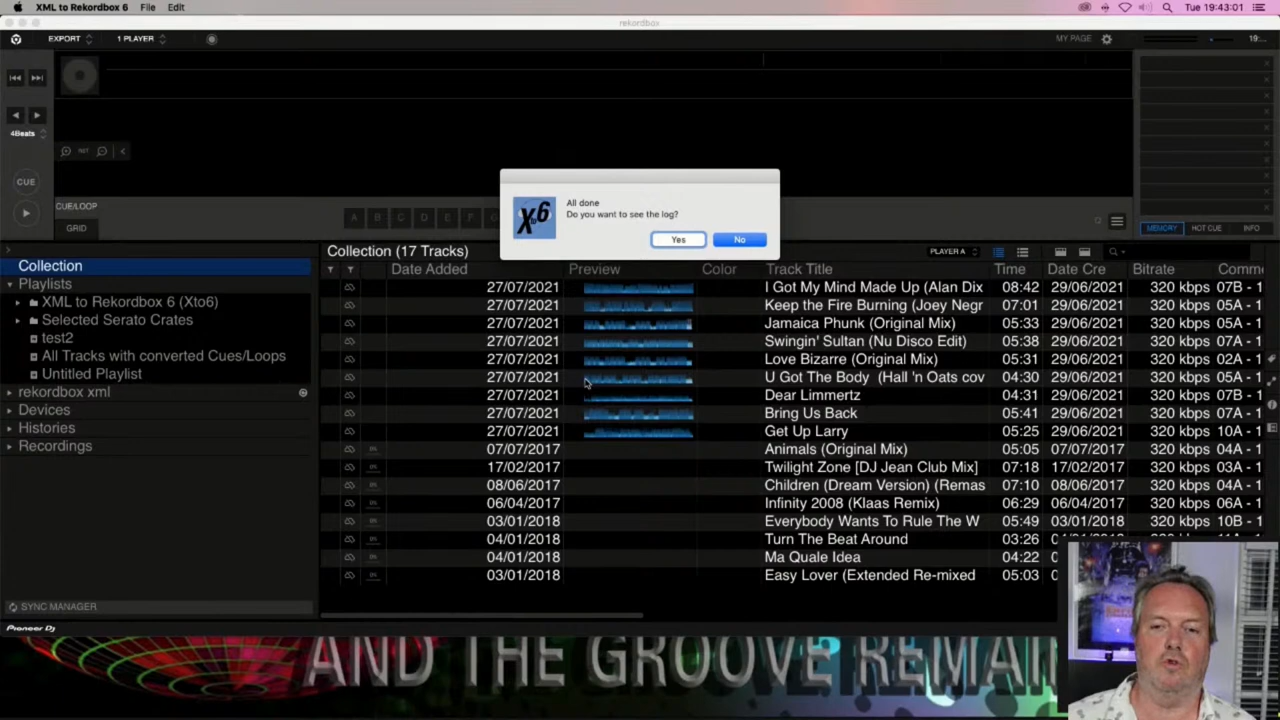 XML to Rekordbox 6 File Edit Tue 19:43:01
rekordbox
EXPORT 1 PLAYER MY PAGE 19:...
4Beats
INT
CUE
CUE/LOOP
A B C D E F G
GRID
MEMORY HOT CUE INFO
All done
Do you want to see the log?
X to 6
Yes No
Collection (17 Tracks) PLAYER A
Date Added Preview Color Track Title Time Date Cre Bitrate Comme
Collection
Playlists
XML to Rekordbox 6 (Xto6)
Selected Serato Crates
test2
All Tracks with converted Cues/Loops
Untitled Playlist
rekordbox xml
Devices
Histories
Recordings
27/07/2021 I Got My Mind Made Up (Alan Dix 08:42 29/06/2021 320 kbps 07B - 1
27/07/2021 Keep the Fire Burning (Joey Negr 07:01 29/06/2021 320 kbps 05A - 1
27/07/2021 Jamaica Phunk (Original Mix) 05:33 29/06/2021 320 kbps 05A - 1
27/07/2021 Swingin' Sultan (Nu Disco Edit) 05:38 29/06/2021 320 kbps 07A - 1
27/07/2021 Love Bizarre (Original Mix) 05:31 29/06/2021 320 kbps 07A - 1
27/07/2021 U Got The Body (Hall 'n Oats cov 04:30 29/06/2021 320 kbps 05A - 1
27/07/2021 Dear Limmertz 04:31 29/06/2021 320 kbps 07B - 1
27/07/2021 Bring Us Back 05:41 29/06/2021 320 kbps 07A - 1
27/07/2021 Get Up Larry 05:25 29/06/2021 320 kbps 10A - 1
07/07/2017 Animals (Original Mix) 05:05 07/07/2017 320 kbps 04A - 1
17/02/2017 Twilight Zone [DJ Jean Club Mix] 07:18 17/02/2017 320 kbps 03A - 1
08/06/2017 Children (Dream Version) (Remas 07:10 08/06/2017 320 kbps 04A - 1
06/04/2017 Infinity 2008 (Klaas Remix) 06:29 06/04/2017 320 kbps 06A - 1
03/01/2018 Everybody Wants To Rule The W 05:49 03/01/2018 320 kbps 10B - 1
04/01/2018 Turn The Beat Around 03:26
04/01/2018 Ma Quale Idea 04:22
03/01/2018 Easy Lover (Extended Re-mixed 05:03
SYNC MANAGER
Pioneer Dj
AND THE GROOVE REMAI